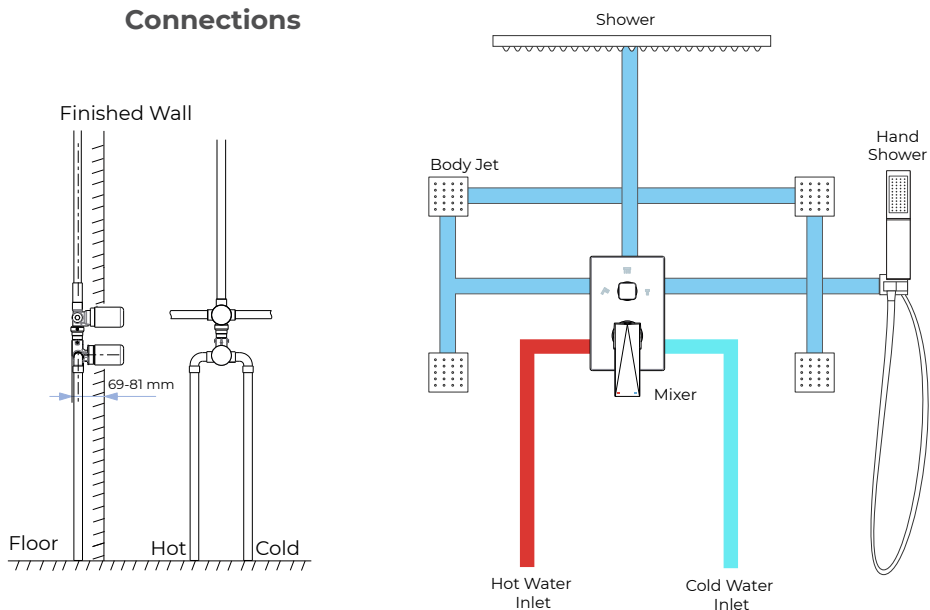 Connections
Finished Wall
69-81 mm
Floor
Hot
Cold
Shower
Body Jet
Hand
Shower
Mixer
Hot Water
Inlet
Cold Water
Inlet